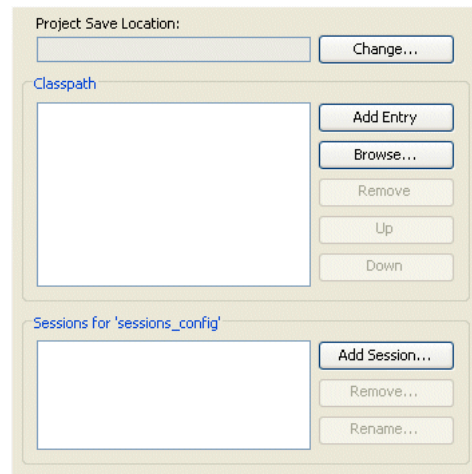 Project Save Location:
Change...
Classpath
Add Entry
Browse...
Remove
Up
Down
Sessions for 'sessions_config'
Add Session...
Remove...
Rename...